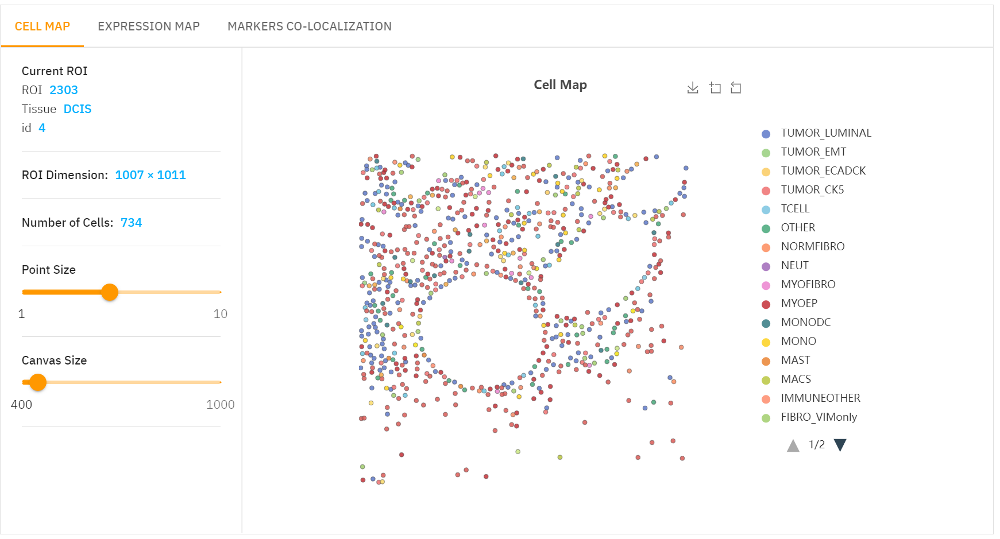 CELL MAP EXPRESSION MAP MARKERS CO-LOCALIZATION
Current ROI
ROI 2303
Tissue DCIS
id 4
ROI Dimension: 1007 × 1011
Number of Cells: 734
Point Size
1 10
Canvas Size
400 1000
Cell Map
TUMOR_LUMINAL
TUMOR_EMT
TUMOR_ECADCK
TUMOR_CK5
TCELL
OTHER
NORMFIBRO
NEUT
MYOFIBRO
MYOEP
MONODC
MONO
MAST
MACS
IMMUNEOTHER
FIBRO_VIMonly
1/2